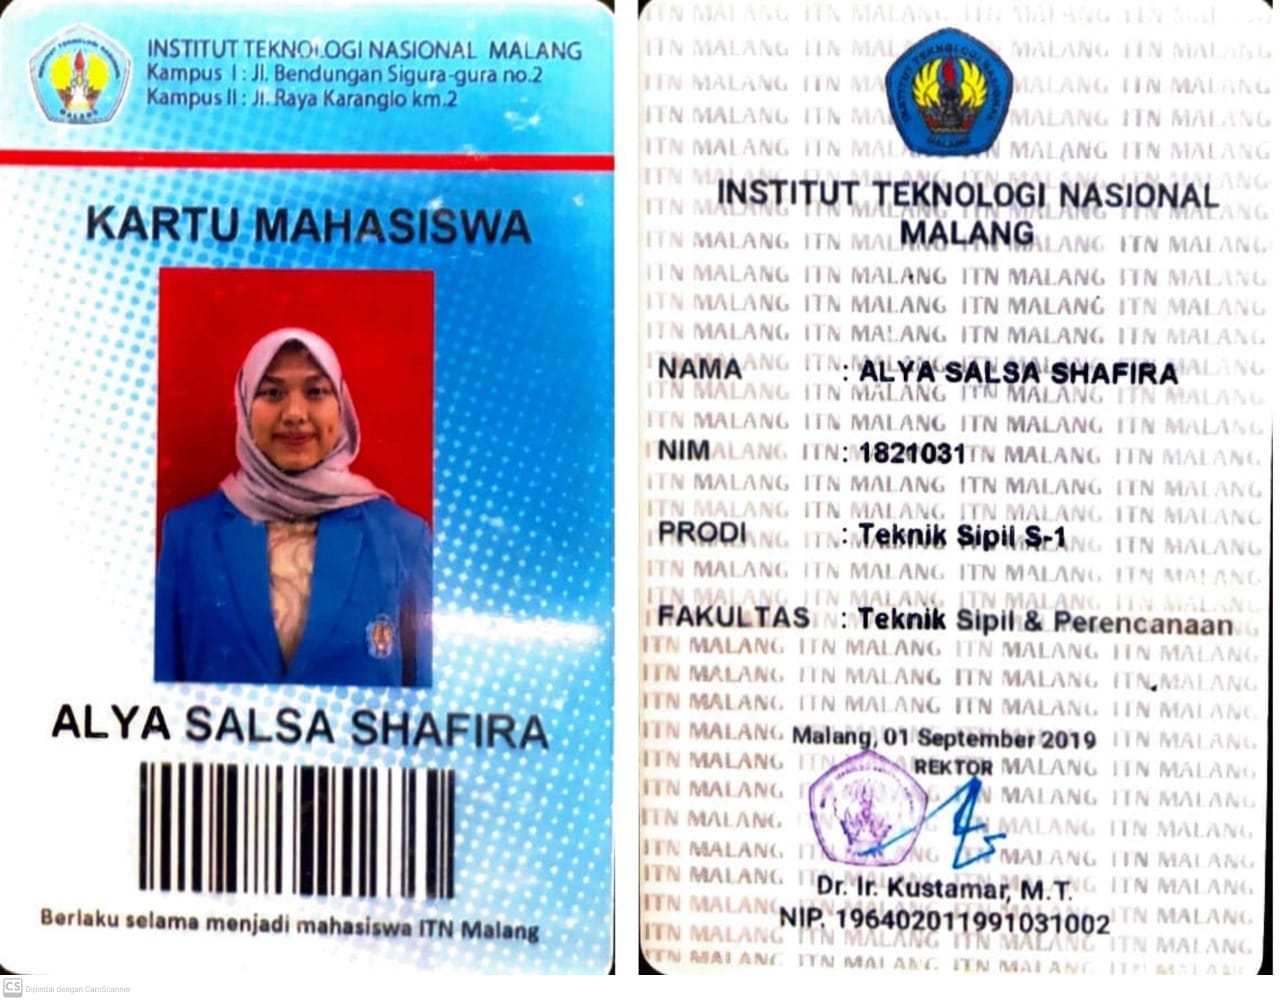 INSTITUT TEKNOLOGI NASIONAL MALANG
Kampus I : Jl. Bendungan Sigura-gura no.2
Kampus II : Jl. Raya Karanglo km.2
KARTU MAHASISWA
ALYA SALSA SHAFIRA
Berlaku selama menjadi mahasiswa ITN Malang
INSTITUT TEKNOLOGI NASIONAL
MALANG
NAMA : ALYA SALSA SHAFIRA
NIM : 1821031
PRODI : Teknik Sipil S-1
FAKULTAS : Teknik Sipil & Perencanaan
Malang, 01 September 2019
REKTOR
Dr. Ir. Kustamar, M.T.
NIP. 196402011991031002
CS Dipindai dengan CamScanner